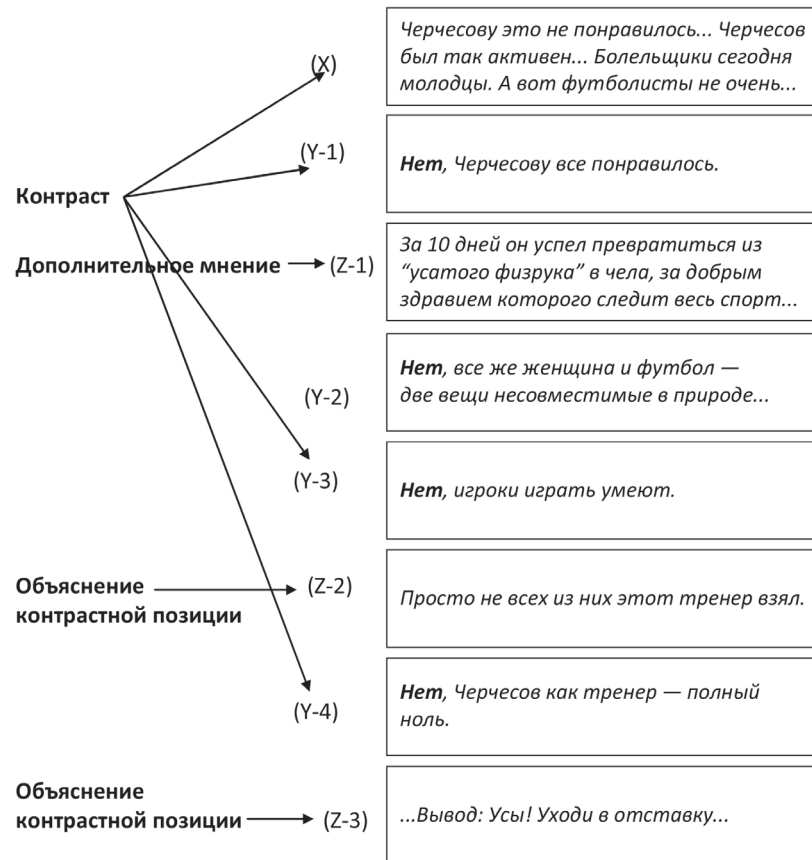 (X)
Черчесову это не понравилось... Черчесов
был так активен... Болельщики сегодня
молодцы. А вот футболисты не очень...
(Y-1)
Нет, Черчесову все понравилось.
Контраст
Дополнительное мнение
(Z-1)
За 10 дней он успел превратиться из
“усатого физрука” в чела, за добрым
здравием которого следит весь спорт...
(Y-2)
Нет, все же женщина и футбол —
две вещи несовместимые в природе...
(Y-3)
Нет, игроки играть умеют.
Объяснение
контрастной позиции
(Z-2)
Просто не всех из них этот тренер взял.
(Y-4)
Нет, Черчесов как тренер — полный
ноль.
Объяснение
контрастной позиции
(Z-3)
...Вывод: Усы! Уходи в отставку...